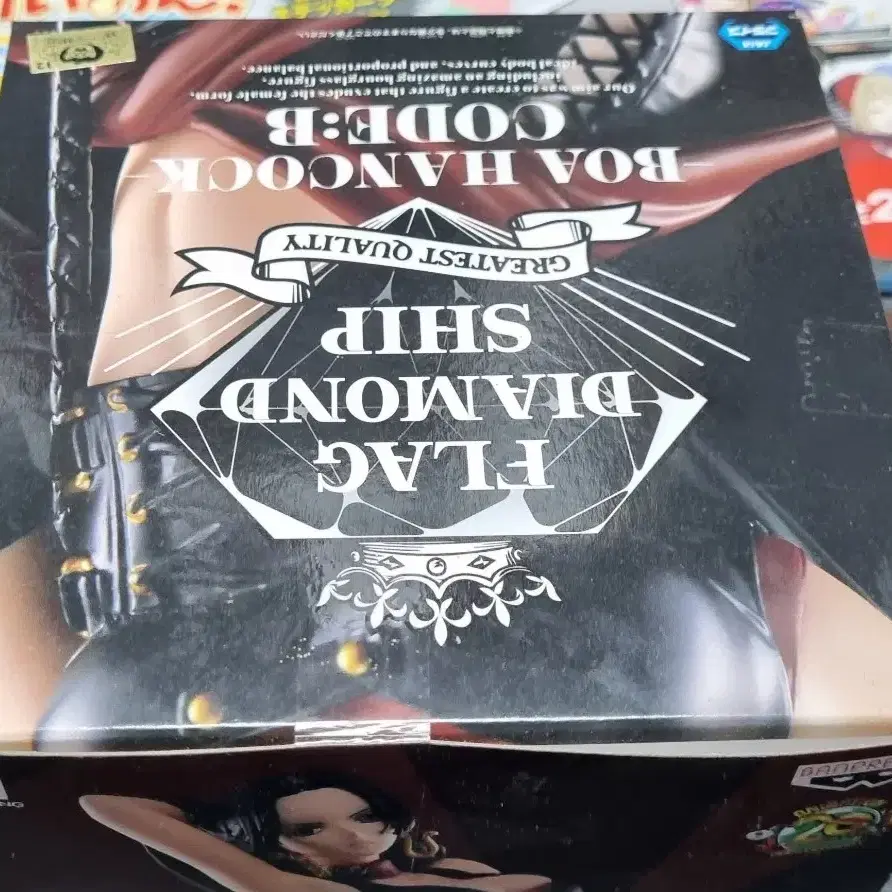 FLAG
DIAMOND
SHIP
GREATEST QUALITY
-BOA HANCOCK-
CODE:B
Our aim was to create a figure that exudes the female form,
including an amazing hourglass figure,
ideal body curves, and proportional balance.